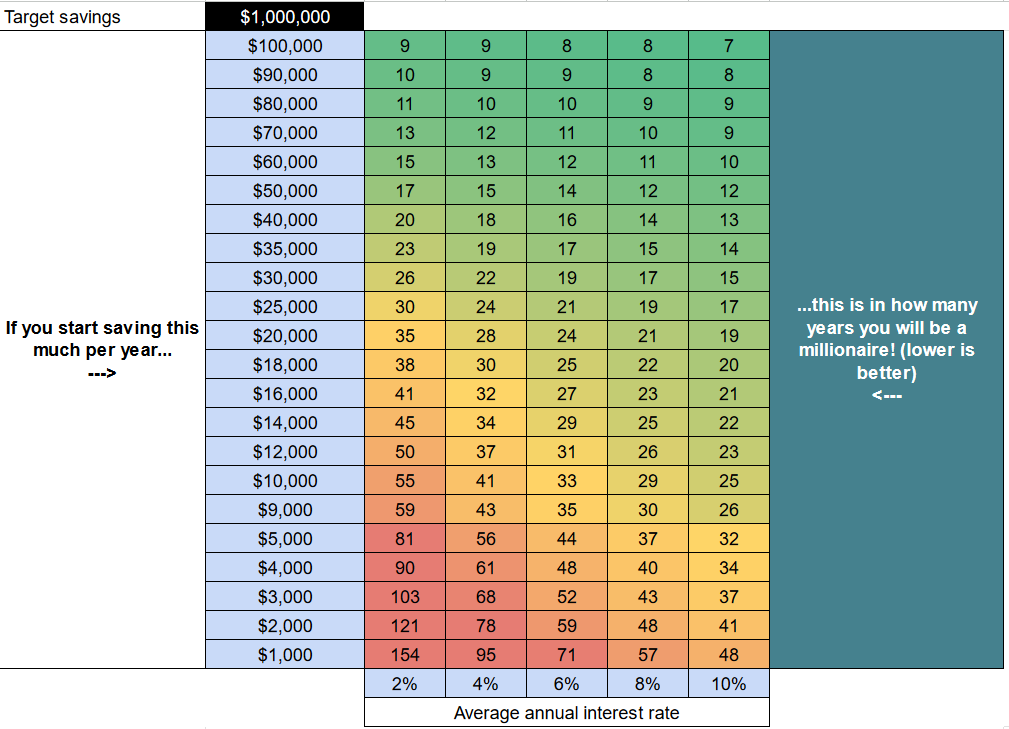 Target savings $1,000,000
$100,000 9 9 8 8 7
$90,000 10 9 9 8 8
$80,000 11 10 10 9 9
$70,000 13 12 11 10 9
$60,000 15 13 12 11 10
$50,000 17 15 14 12 12
$40,000 20 18 16 14 13
$35,000 23 19 17 15 14
$30,000 26 22 19 17 15
$25,000 30 24 21 19 17
$20,000 35 28 24 21 19
$18,000 38 30 25 22 20
$16,000 41 32 27 23 21
$14,000 45 34 29 25 22
$12,000 50 37 31 26 23
$10,000 55 41 33 29 25
$9,000 59 43 35 30 26
$5,000 81 56 44 37 32
$4,000 90 61 48 40 34
$3,000 103 68 52 43 37
$2,000 121 78 59 48 41
$1,000 154 95 71 57 48
2% 4% 6% 8% 10%
Average annual interest rate
If you start saving this
much per year...
--->
...this is in how many
years you will be a
millionaire! (lower is
better)
<---